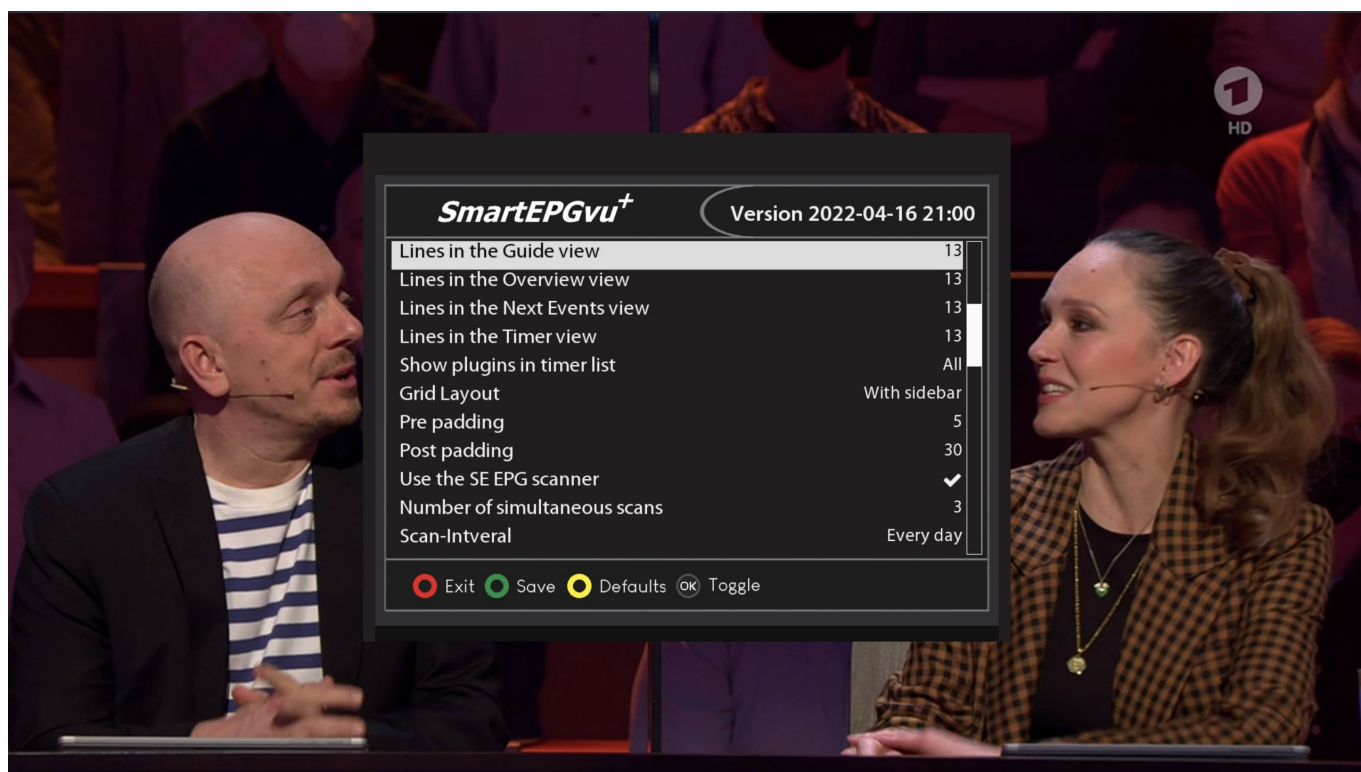 1
HD
SmartEPGvu+
Version 2022-04-16 21:00
Lines in the Guide view 13
Lines in the Overview view 13
Lines in the Next Events view 13
Lines in the Timer view 13
Show plugins in timer list All
Grid Layout With sidebar
Pre padding 5
Post padding 30
Use the SE EPG scanner ✔
Number of simultaneous scans 3
Scan-Intveral Every day
Exit Save Defaults OK Toggle